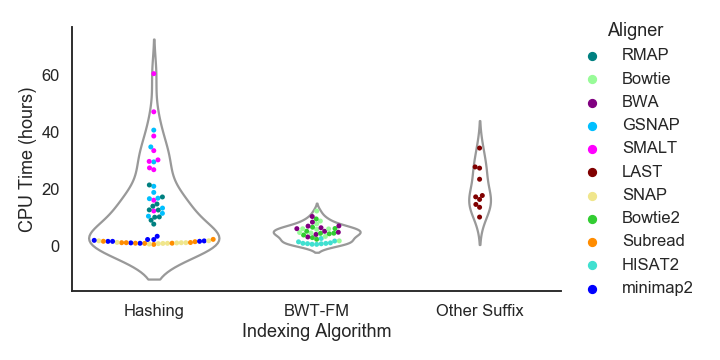 Aligner
RMAP
Bowtie
BWA
GSNAP
SMALT
LAST
SNAP
Bowtie2
Subread
HISAT2
minimap2
CPU Time (hours)
60
40
20
0
Hashing
BWT-FM
Other Suffix
Indexing Algorithm